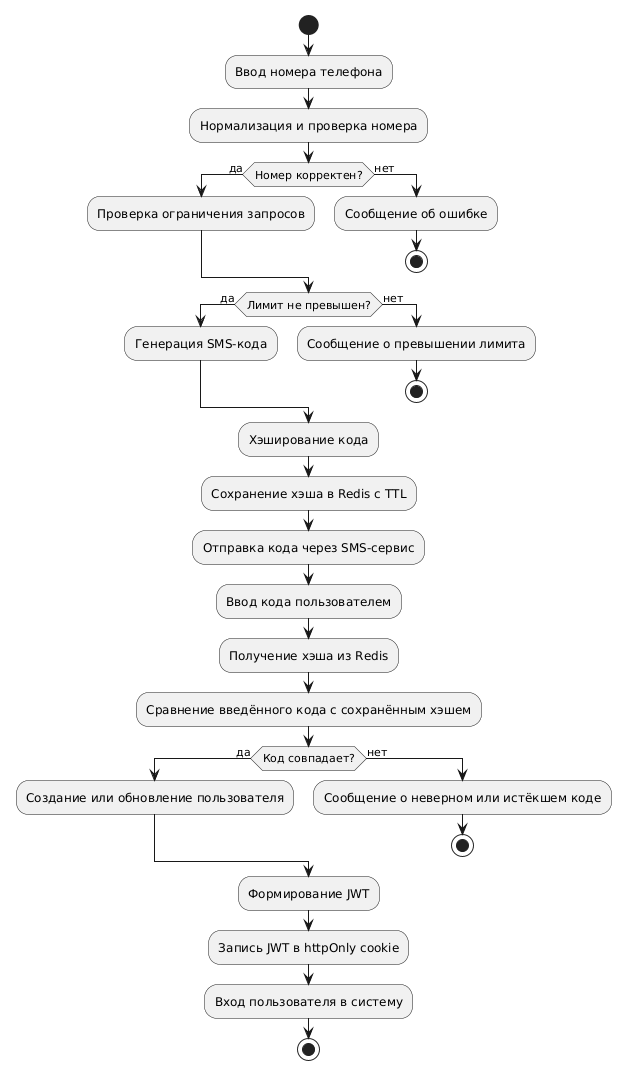 Ввод номера телефона
Нормализация и проверка номера
да
Номер корректен?
нет
Проверка ограничения запросов
Сообщение об ошибке
да
Лимит не превышен?
нет
Генерация SMS-кода
Сообщение о превышении лимита
Хэширование кода
Сохранение хэша в Redis с TTL
Отправка кода через SMS-сервис
Ввод кода пользователем
Получение хэша из Redis
Сравнение введённого кода с сохранённым хэшем
да
Код совпадает?
нет
Создание или обновление пользователя
Сообщение о неверном или истёкшем коде
Формирование JWT
Запись JWT в httpOnly cookie
Вход пользователя в систему